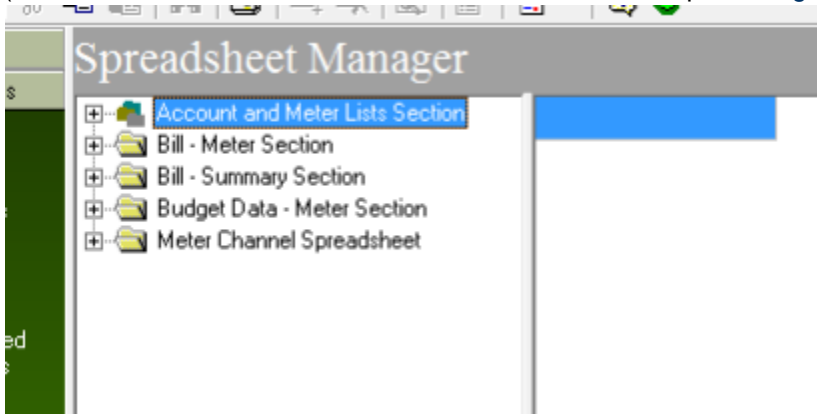 Spreadsheet Manager
s
Account and Meter Lists Section
Bill - Meter Section
Bill - Summary Section
Budget Data - Meter Section
Meter Channel Spreadsheet
ed
s